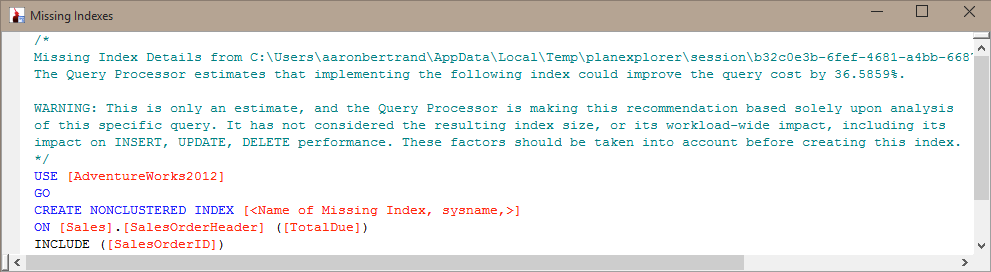 Missing Indexes
/*
Missing Index Details from C:\Users\aaronbertrand\AppData\Local\Temp\planexplorer\session\b32c0e3b-6fef-4681-a4bb-668
The Query Processor estimates that implementing the following index could improve the query cost by 36.5859%.
WARNING: This is only an estimate, and the Query Processor is making this recommendation based solely upon analysis
of this specific query. It has not considered the resulting index size, or its workload-wide impact, including its
impact on INSERT, UPDATE, DELETE performance. These factors should be taken into account before creating this index.
*/
USE [AdventureWorks2012]
GO
CREATE NONCLUSTERED INDEX [<Name of Missing Index, sysname,>]
ON [Sales].[SalesOrderHeader] ([TotalDue])
INCLUDE ([SalesOrderID])